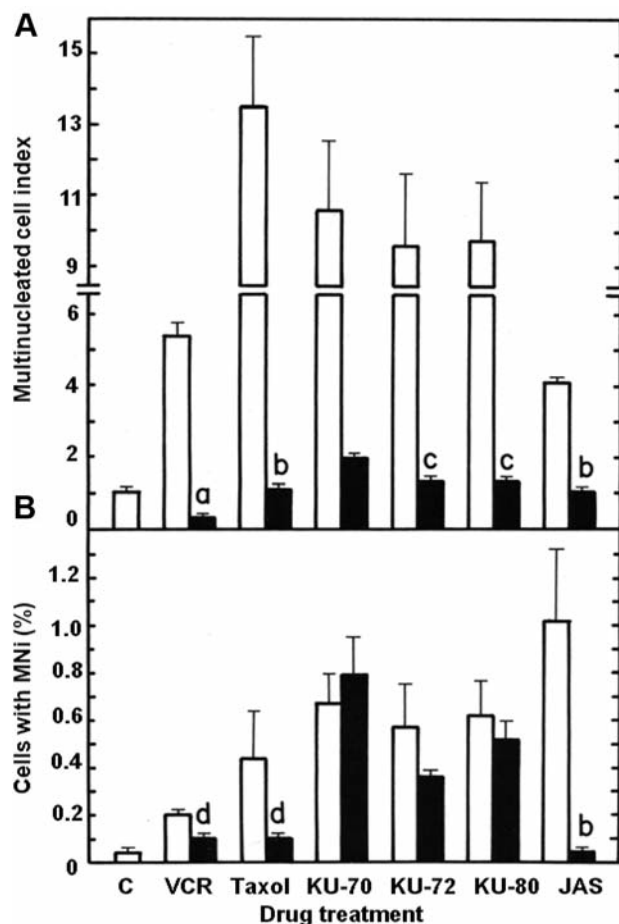 A
Multinucleated cell index
15
13
11
9
6
4
2
0
a
b
c
c
b
B
Cells with MNi (%)
1.2
1.0
0.8
0.6
0.4
0.2
0
d
d
b
C VCR Taxol KU-70 KU-72 KU-80 JAS
Drug treatment